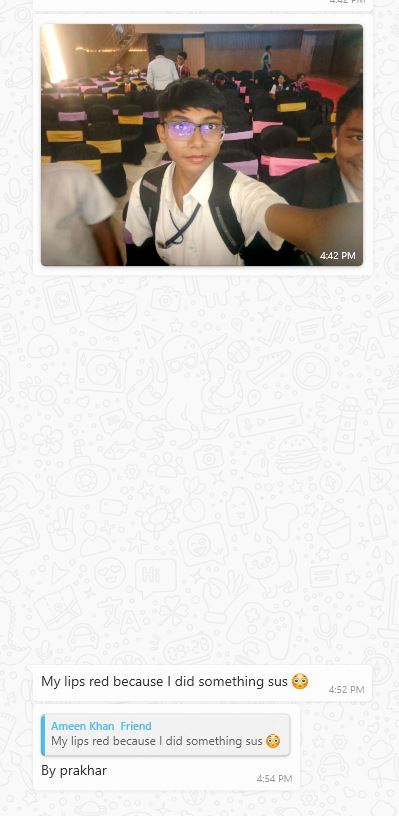 4:42 PM
4:42 PM
My lips red because I did something sus 😳
4:52 PM
Ameen Khan Friend
My lips red because I did something sus 😳
By prakhar
4:54 PM